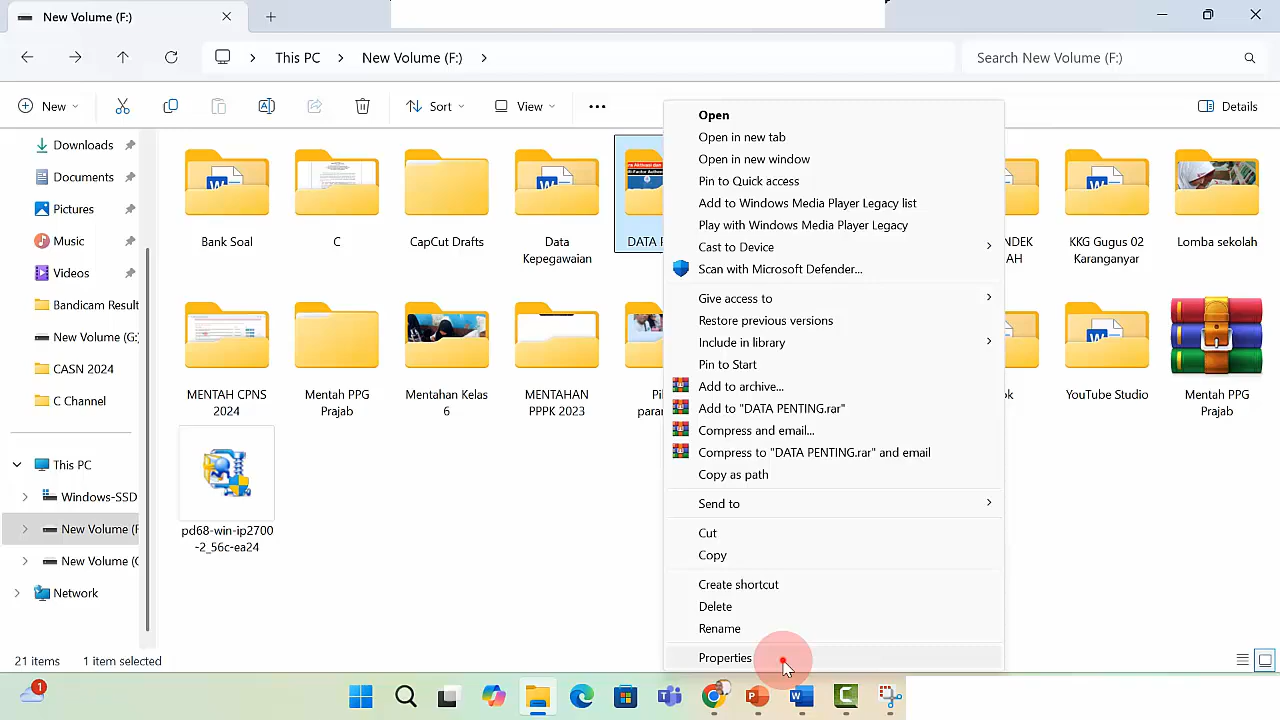 New Volume (F:)
This PC
New Volume (F:)
Search New Volume (F:)
New
Sort
View
Details
Downloads
Documents
Pictures
Music
Videos
Bandicam Result
New Volume (G:
CASN 2024
C Channel
This PC
Windows-SSD
New Volume (F
New Volume (
Network
Bank Soal
C
CapCut Drafts
Data
Kepegawaian
DATA P
KKG Gugus 02
Karanganyar
Lomba sekolah
MENTAH CPNS
2024
Mentah PPG
Prajab
Mentahan Kelas
6
MENTAHAN
PPPK 2023
YouTube Studio
Mentah PPG
Prajab
pd68-win-ip2700
-2_56c-ea24
Open
Open in new tab
Open in new window
Pin to Quick access
Add to Windows Media Player Legacy list
Play with Windows Media Player Legacy
Cast to Device
Scan with Microsoft Defender...
Give access to
Restore previous versions
Include in library
Pin to Start
Add to archive...
Add to "DATA PENTING.rar"
Compress and email...
Compress to "DATA PENTING.rar" and email
Copy as path
Send to
Cut
Copy
Create shortcut
Delete
Rename
Properties
21 items
1 item selected
1